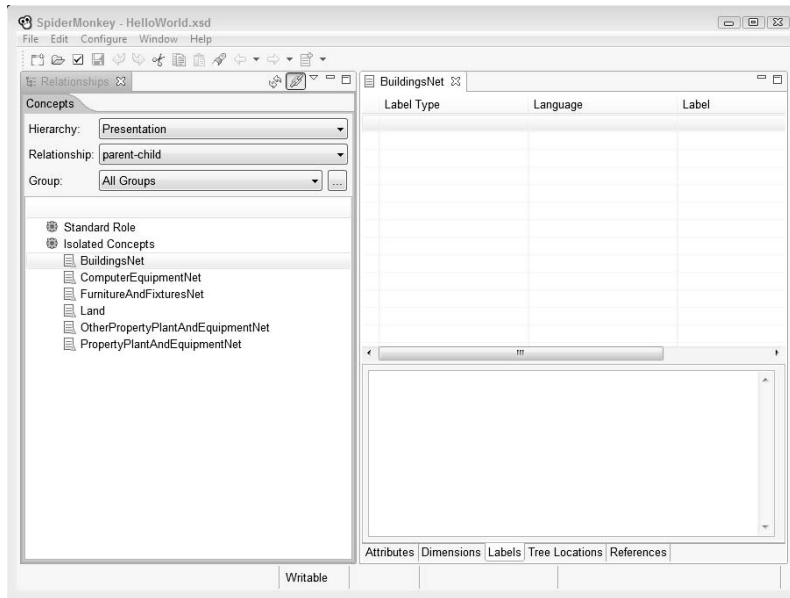 SpiderMonkey - HelloWorld.xsd
File Edit Configure Window Help
Relationships
Concepts
Hierarchy: Presentation
Relationship: parent-child
Group: All Groups ...
Standard Role
Isolated Concepts
BuildingsNet
ComputerEquipmentNet
FurnitureAndFixturesNet
Land
OtherPropertyPlantAndEquipmentNet
PropertyPlantAndEquipmentNet
BuildingsNet
Label Type Language Label
Attributes Dimensions Labels Tree Locations References
Writable